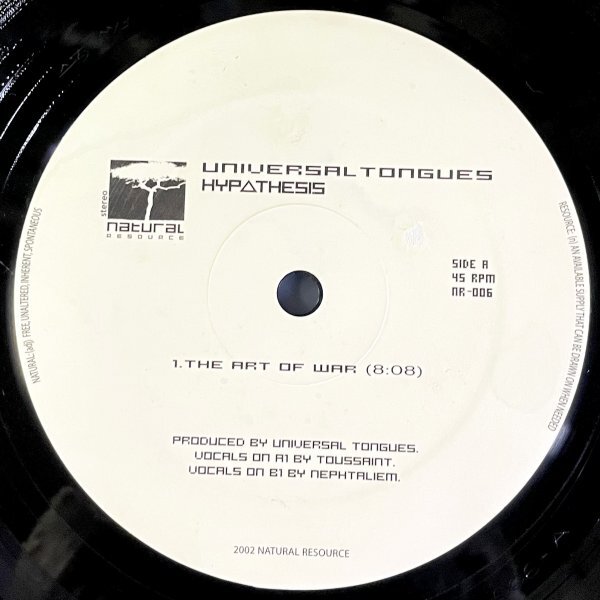 UNIVERSAL TONGUES
HYPΔTHESIS
stereo
natural
RESOURCE
SIDE A
45 RPM
NR-006
1.THE ART OF WAR (8:08)
PRODUCED BY UNIVERSAL TONGUES.
VOCALS ON A1 BY TOUSSAINT.
VOCALS ON B1 BY NEPHTALIEM.
2002 NATURAL RESOURCE
NATURAL: (adj) FREE, UNALTERED, INHERENT, SPONTANEOUS
RESOURCE: (n) AN AVAILABLE SUPPLY THAT CAN BE DRAWN ON WHEN NEEDED